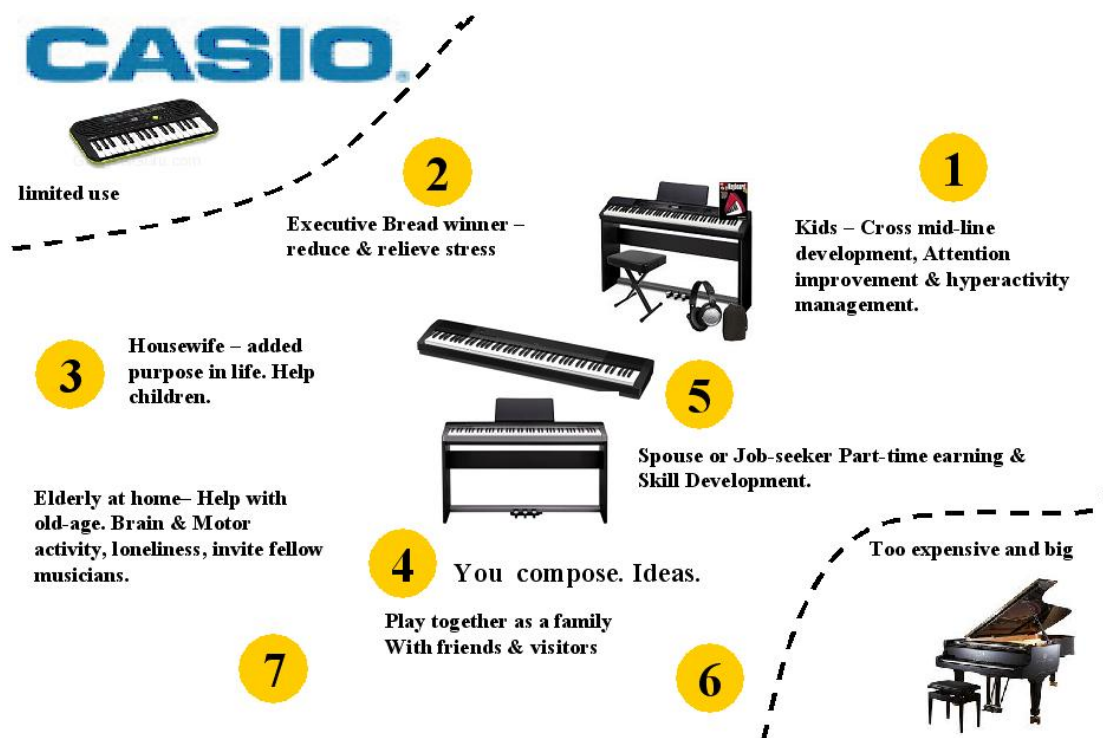 CASIO.
limited use
2
Executive Bread winner –
reduce & relieve stress
1
Kids – Cross mid-line
development, Attention
improvement & hyperactivity
management.
3
Housewife – added
purpose in life. Help
children.
5
Spouse or Job-seeker Part-time earning &
Skill Development.
Elderly at home– Help with
old-age. Brain & Motor
activity, loneliness, invite fellow
musicians.
4
You compose. Ideas.
Play together as a family
With friends & visitors
7
6
Too expensive and big